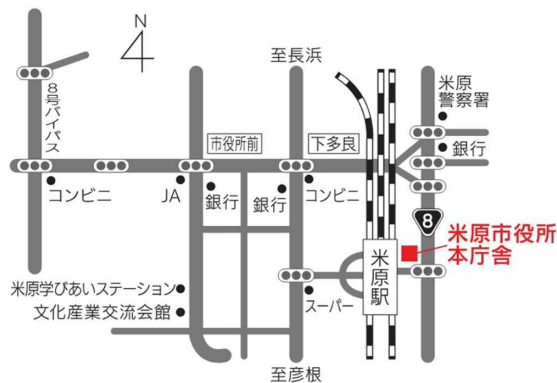 N
至長浜
8号バイパス
米原
警察署
市役所前
下多良
銀行
コンビニ
JA
銀行
銀行
コンビニ
8
米原市役所
本庁舎
米原駅
米原学びあいステーション
文化産業交流会館
スーパー
至彦根